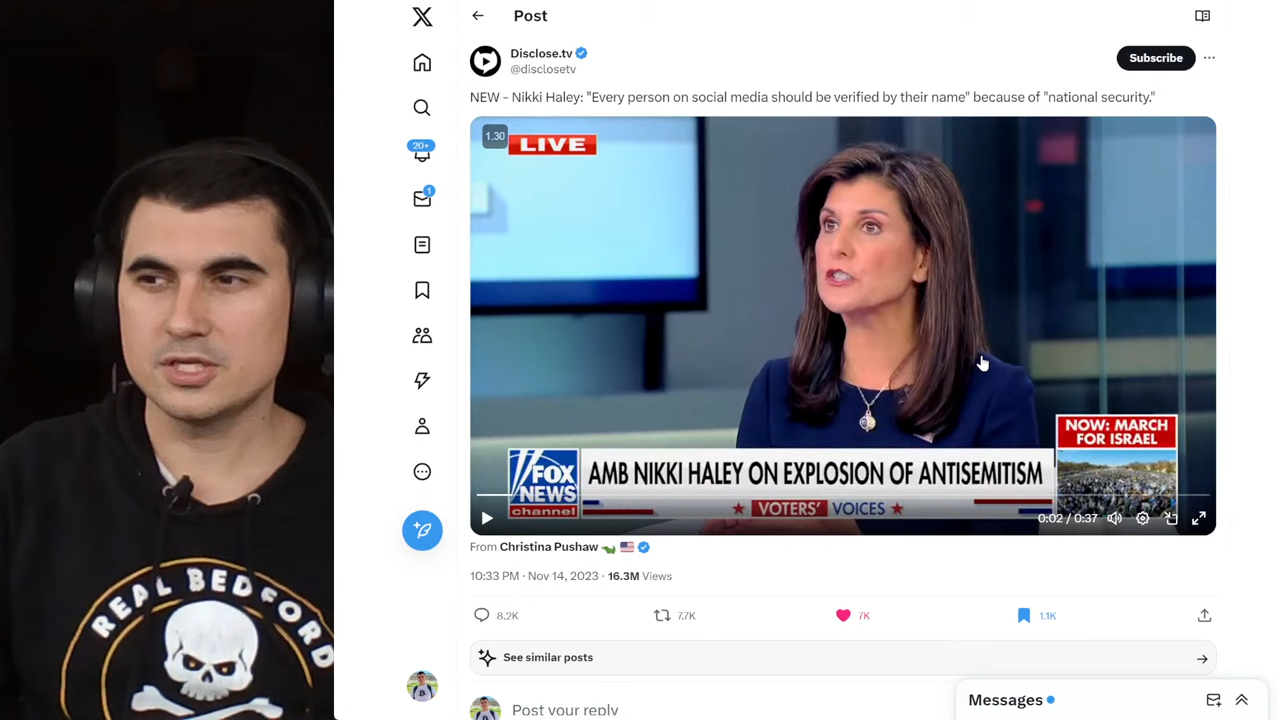 REAL BEDFORD
Post
Disclose.tv
@disclosetv
Subscribe
NEW - Nikki Haley: "Every person on social media should be verified by their name" because of "national security."
1.30
LIVE
20+
1
NOW: MARCH
FOR ISRAEL
FOX
NEWS
channel
AMB NIKKI HALEY ON EXPLOSION OF ANTISEMITISM
★ VOTERS' VOICES ★
0:02 / 0:37
From Christina Pushaw 🐊 🇺🇸
10:33 PM · Nov 14, 2023 · 16.3M Views
8.2K 7.7K 7K 1.1K
See similar posts
Post your reply
Messages